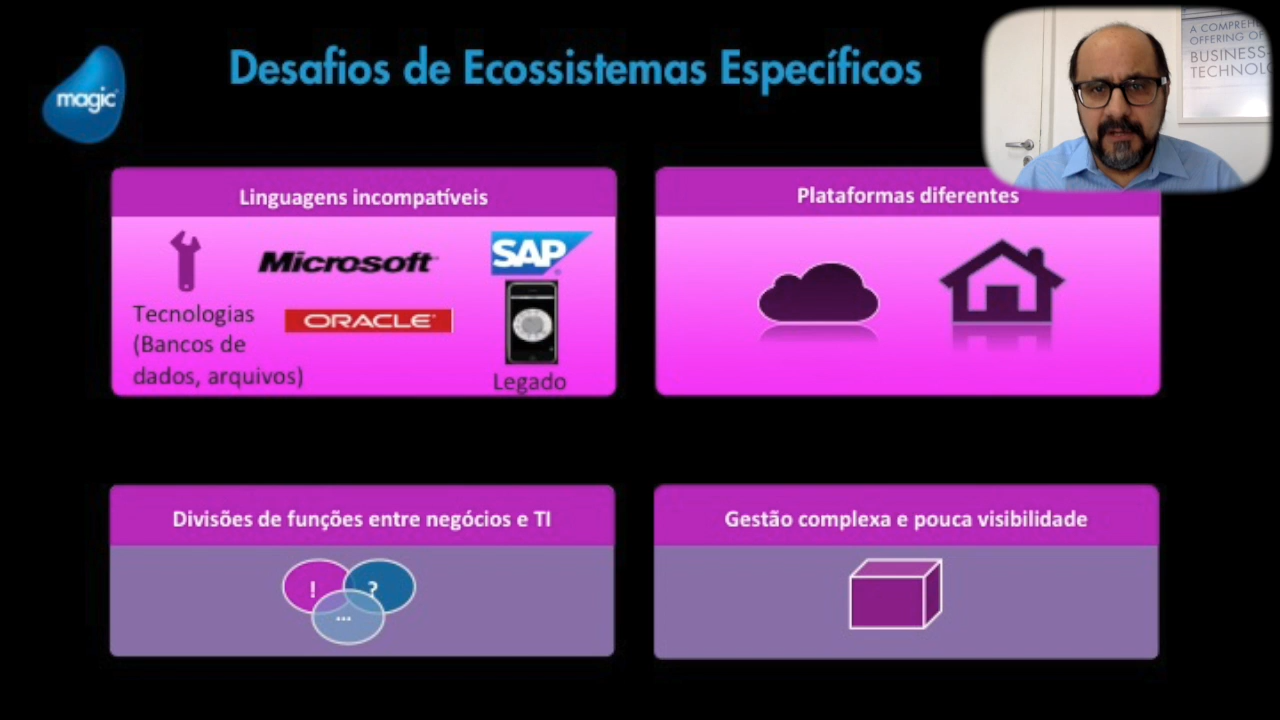 magic
Desafios de Ecossistemas Específicos
A COMPREHE
OFFERING OF
BUSINESS-
TECHNOLO
Linguagens incompatíveis
Microsoft
SAP
Tecnologias
(Bancos de
dados, arquivos)
ORACLE
Legado
Plataformas diferentes
Divisões de funções entre negócios e TI
!
?
...
Gestão complexa e pouca visibilidade